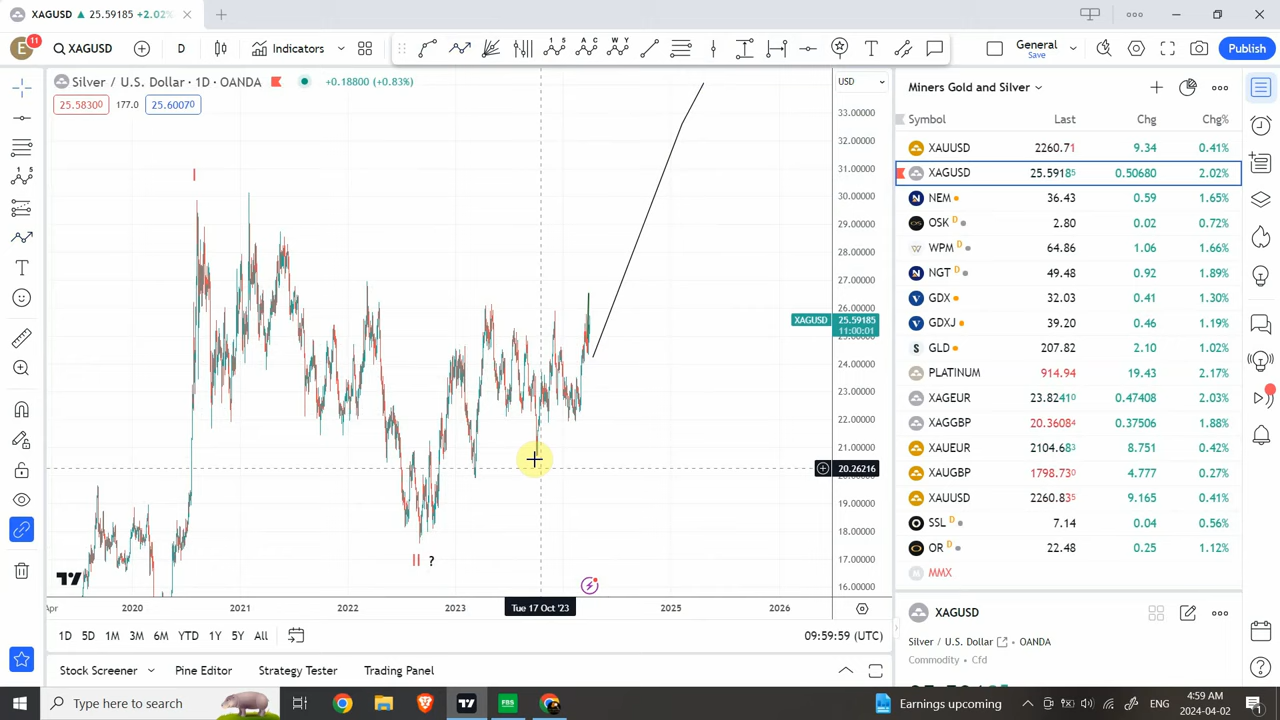 XAGUSD ▲ 25.59185 +2.02%
E 11 XAGUSD D Indicators General Save Publish
Silver / U.S. Dollar · 1D · OANDA +0.18800 (+0.83%)
25.5830⁰ 177.0 25.6007⁰
USD
33.00000
32.00000
31.00000
30.00000
29.00000
28.00000
27.00000
26.00000
XAGUSD 25.59185
11:00:01
24.00000
23.00000
22.00000
21.00000
20.26216
19.00000
18.00000
17.00000
16.00000
I
II ?
Apr 2020 2021 2022 2023 Tue 17 Oct '23 2025 2026
1D 5D 1M 3M 6M YTD 1Y 5Y All 09:59:59 (UTC)
Stock Screener Pine Editor Strategy Tester Trading Panel
Miners Gold and Silver
Symbol Last Chg Chg%
XAUUSD 2260.71 9.34 0.41%
XAGUSD 25.5918⁵ 0.50680 2.02%
NEM 36.43 0.59 1.65%
OSK D 2.80 0.02 0.72%
WPM D 64.86 1.06 1.66%
NGT D 49.48 0.92 1.89%
GDX 32.03 0.41 1.30%
GDXJ 39.20 0.46 1.19%
GLD 207.82 2.10 1.02%
PLATINUM 914.94 19.43 2.17%
XAGEUR 23.8241⁰ 0.47408 2.03%
XAGGBP 20.3608⁴ 0.37506 1.88%
XAUEUR 2104.68³ 8.751 0.42%
XAUGBP 1798.73⁰ 4.777 0.27%
XAUUSD 2260.83⁵ 9.165 0.41%
SSL D 7.14 0.04 0.56%
OR D 22.48 0.25 1.12%
MMX
XAGUSD
Silver / U.S. Dollar OANDA
Commodity • Cfd
Type here to search
Earnings upcoming
ENG
4:59 AM
2024-04-02
1